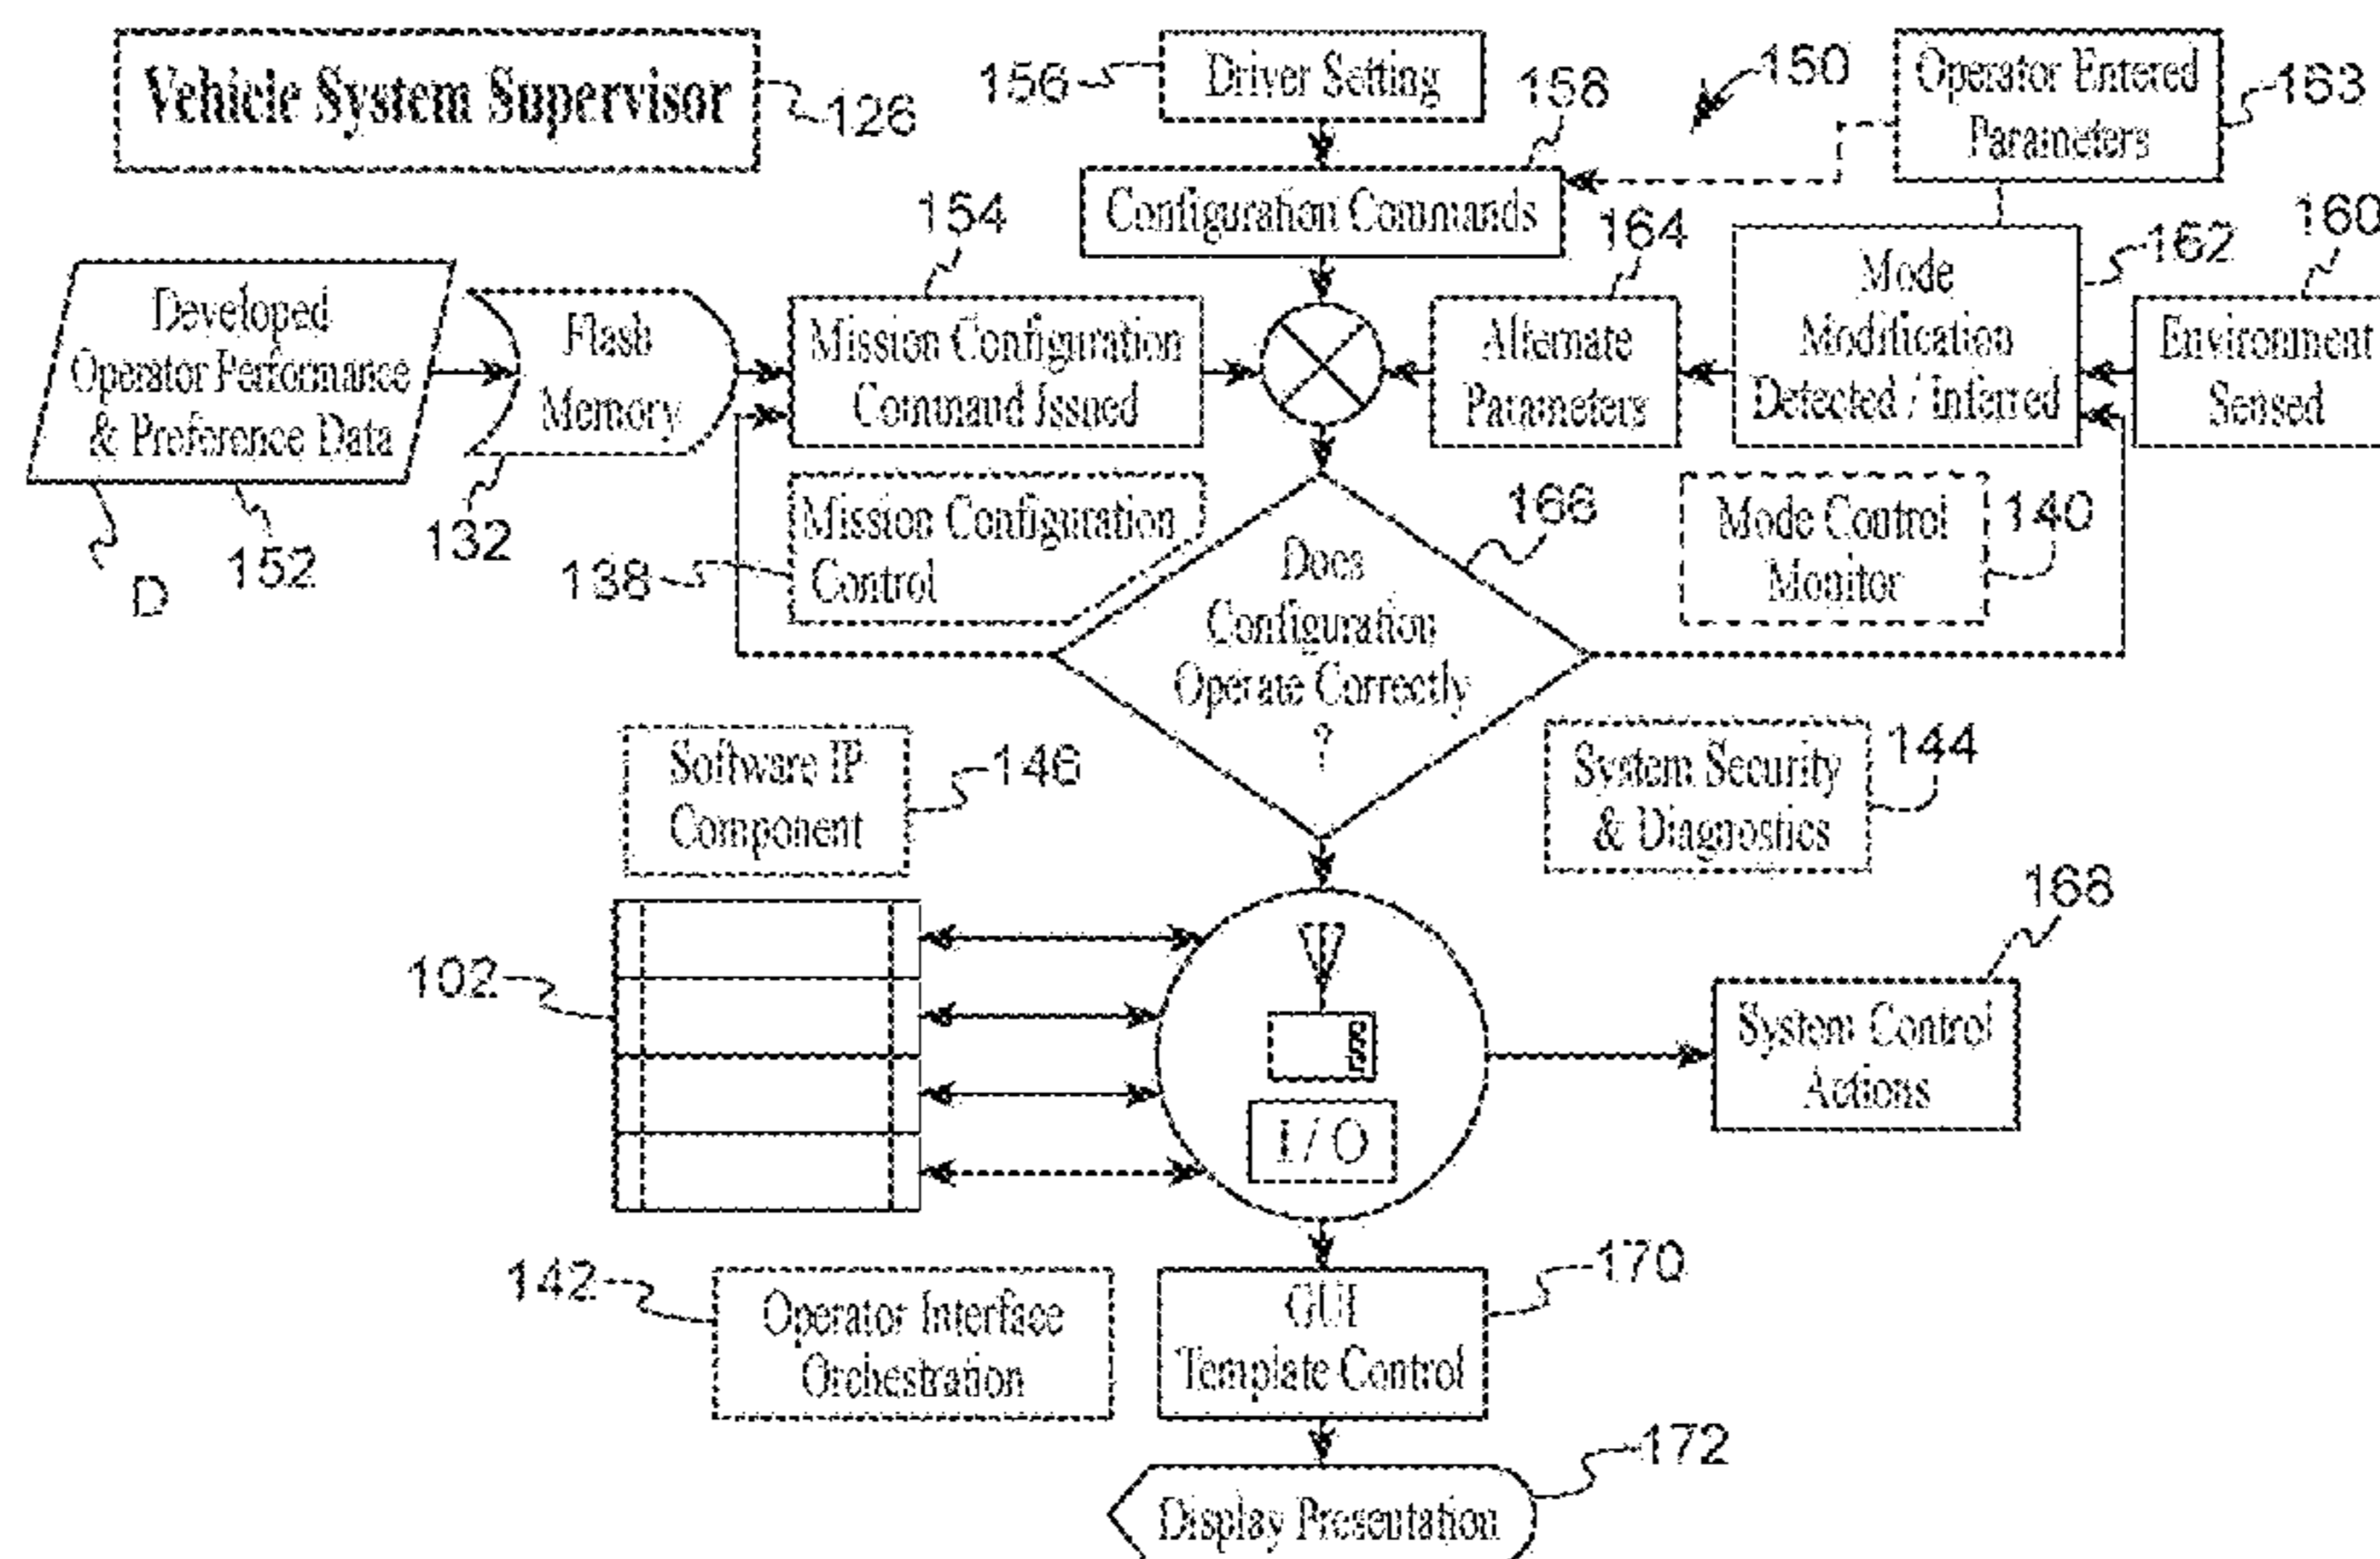 Vehicle System Supervisor
126
156
Driver Setting
158
150
Operator Entered
Parameters
163
Configuration Commands
154
164
162
160
Developed
Operator Performance
& Preference Data
Flash
Memory
Mission Configuration
Command Issued
Alternate
Parameters
Mode
Modification
Detected / Inferred
Environment
Sensed
D
152
132
138
Mission Configuration
Control
166
Mode Control
Monitor
140
Does
Configuration
Operate Correctly
?
Software IP
Component
146
System Security
& Diagnostics
144
102
168
System Control
Actions
I / O
142
Operator Interface
Orchestration
GUI
Template Control
170
172
Display Presentation